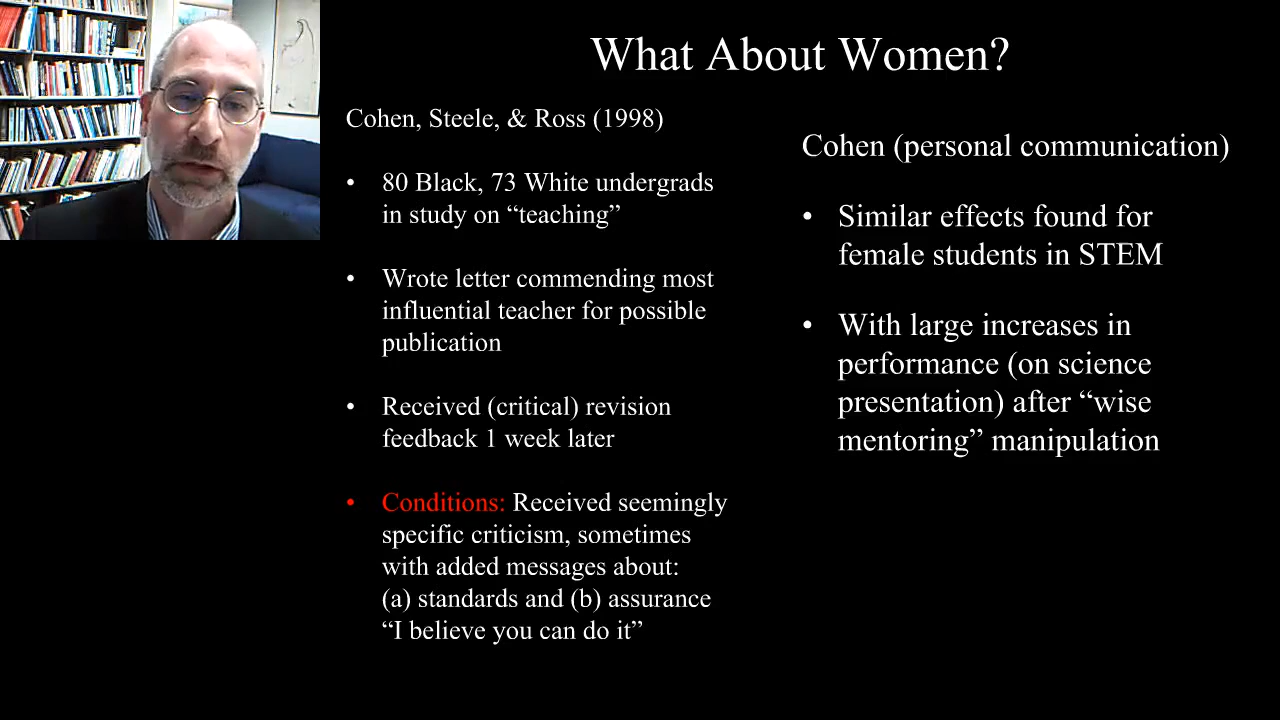 What About Women?
Cohen, Steele, & Ross (1998)
• 80 Black, 73 White undergrads
in study on “teaching”
• Wrote letter commending most
influential teacher for possible
publication
• Received (critical) revision
feedback 1 week later
• Conditions: Received seemingly
specific criticism, sometimes
with added messages about:
(a) standards and (b) assurance
“I believe you can do it”
Cohen (personal communication)
• Similar effects found for
female students in STEM
• With large increases in
performance (on science
presentation) after “wise
mentoring” manipulation